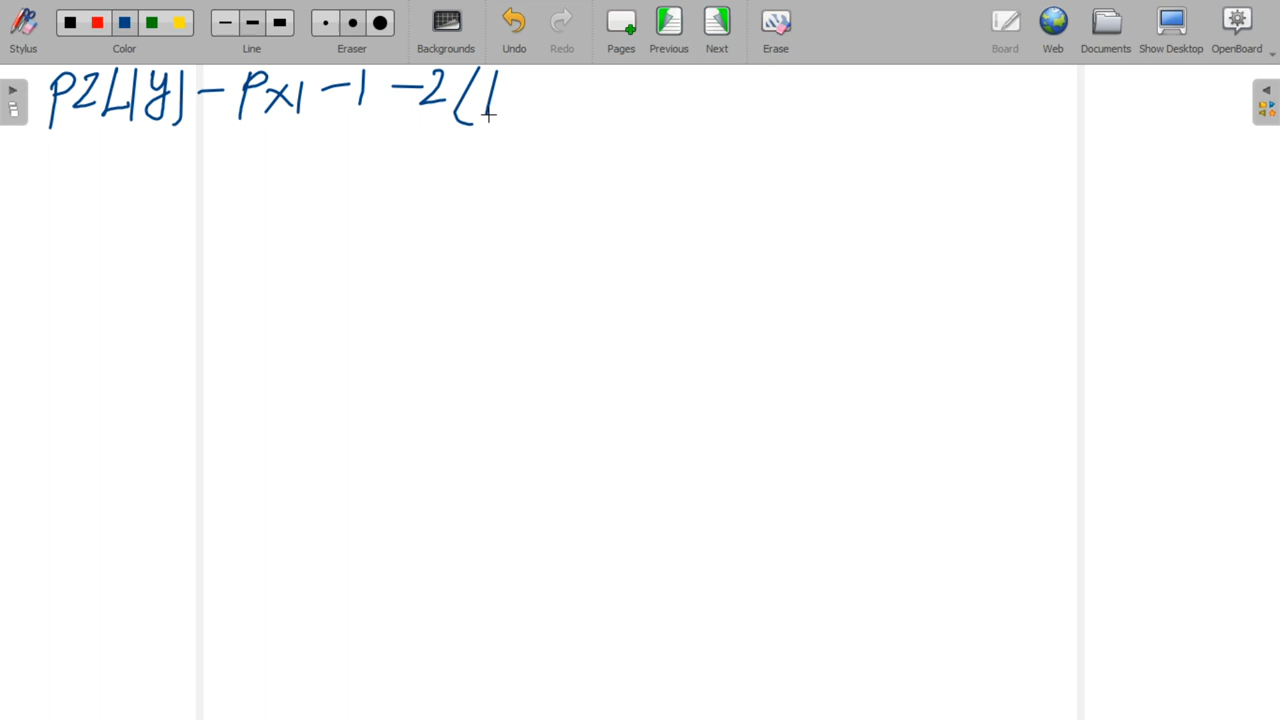 Stylus Color Line Eraser Backgrounds Undo Redo Pages Previous Next Erase Board Web Documents Show Desktop OpenBoard
p2L[y] - px1 - 1 - 2(1